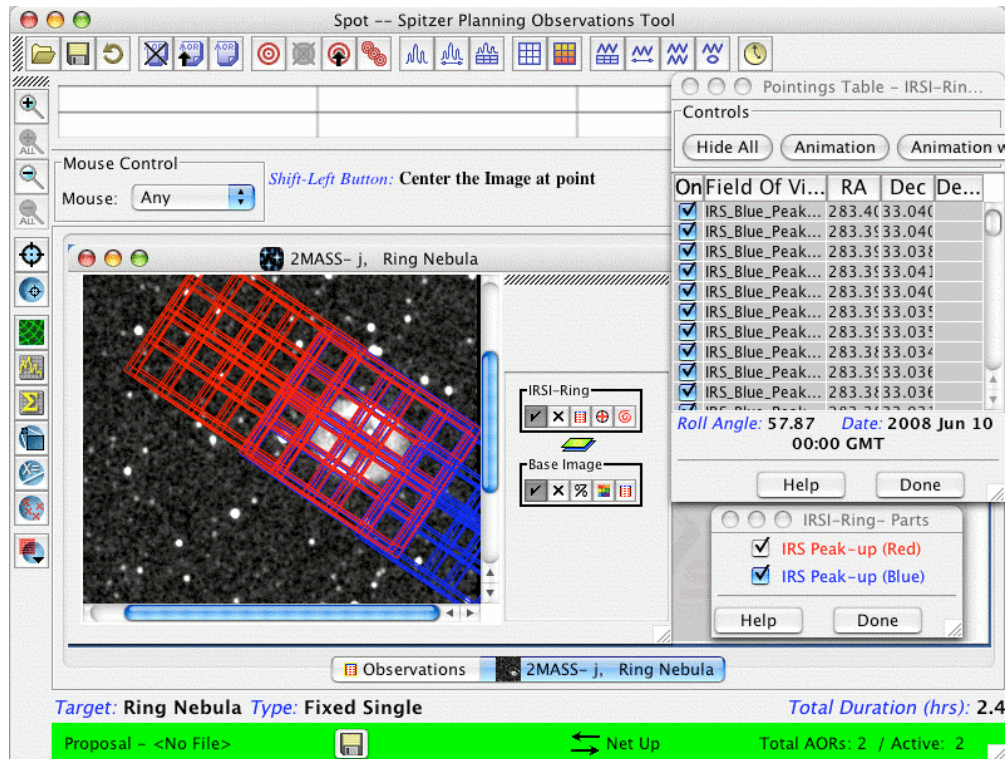 Spot -- Spitzer Planning Observations Tool
AOR AOR AOR
ALL
ALL
Mouse Control
Mouse: Any
Shift-Left Button: Center the Image at point
2MASS- j, Ring Nebula
IRSI-Ring
Base Image
Pointings Table - IRSI-Rin...
Controls
Hide All Animation Animation w
On Field Of Vi... RA Dec De...
IRS_Blue_Peak... 283.40 33.040
IRS_Blue_Peak... 283.39 33.040
IRS_Blue_Peak... 283.39 33.038
IRS_Blue_Peak... 283.39 33.041
IRS_Blue_Peak... 283.39 33.040
IRS_Blue_Peak... 283.39 33.035
IRS_Blue_Peak... 283.39 33.035
IRS_Blue_Peak... 283.38 33.034
IRS_Blue_Peak... 283.38 33.036
IRS_Blue_Peak... 283.38 33.036
Roll Angle: 57.87 Date: 2008 Jun 10
00:00 GMT
Help Done
IRSI-Ring- Parts
IRS Peak-up (Red)
IRS Peak-up (Blue)
Help Done
Observations 2MASS- j, Ring Nebula
Target: Ring Nebula Type: Fixed Single Total Duration (hrs): 2.4
Proposal - <No File> Net Up Total AORs: 2 / Active: 2